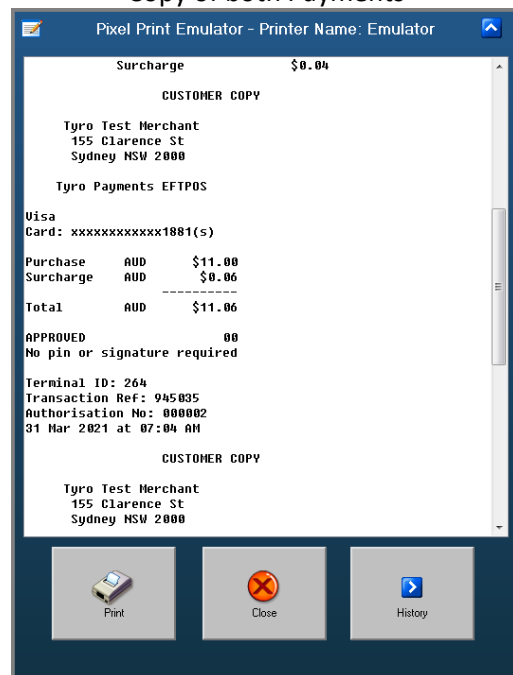 Copy of both Payments
Pixel Print Emulator - Printer Name: Emulator
Surcharge $0.04
CUSTOMER COPY
Tyro Test Merchant
155 Clarence St
Sydney NSW 2000
Tyro Payments EFTPOS
Visa
Card: xxxxxxxxxxxx1881(s)
Purchase AUD $11.00
Surcharge AUD $0.06
----------
Total AUD $11.06
APPROVED 00
No pin or signature required
Terminal ID: 264
Transaction Ref: 945035
Authorisation No: 000002
31 Mar 2021 at 07:04 AM
CUSTOMER COPY
Tyro Test Merchant
155 Clarence St
Sydney NSW 2000
Print Close History